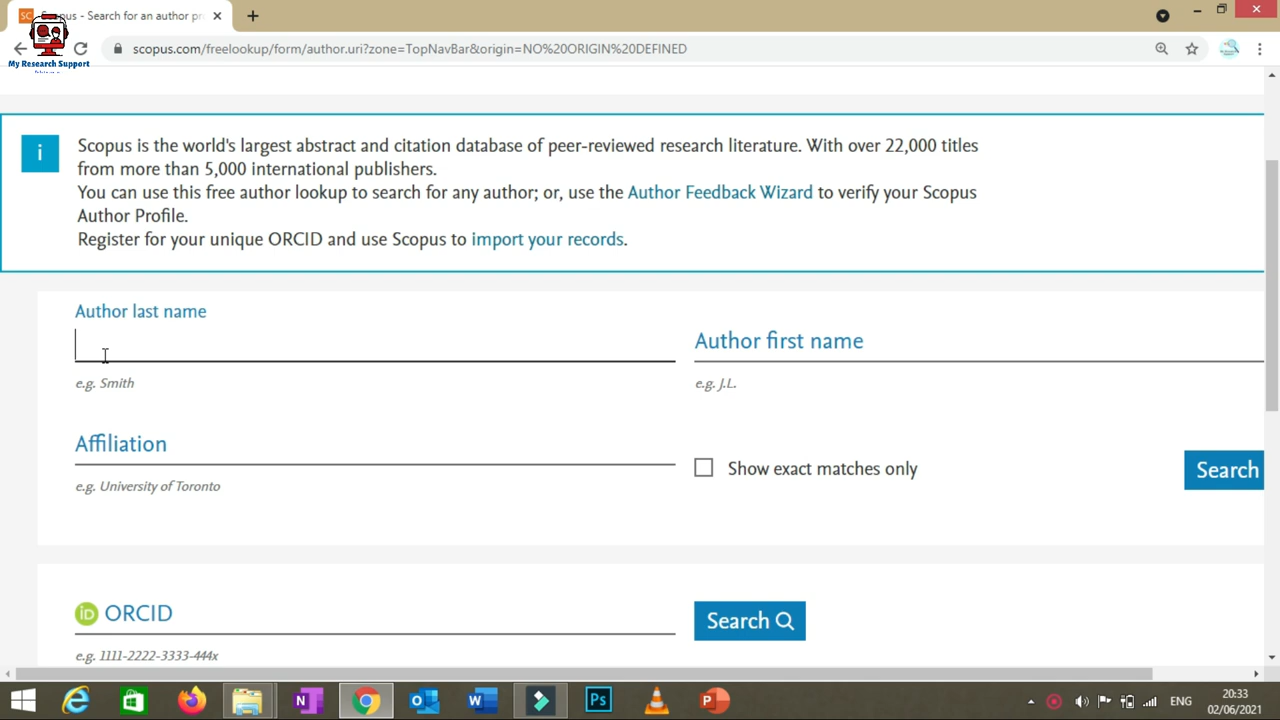 Scopus - Search for an author pr
scopus.com/freelookup/form/author.uri?zone=TopNavBar&origin=NO%20ORIGIN%20DEFINED
My Research Support
i
Scopus is the world's largest abstract and citation database of peer-reviewed research literature. With over 22,000 titles
from more than 5,000 international publishers.
You can use this free author lookup to search for any author; or, use the Author Feedback Wizard to verify your Scopus
Author Profile.
Register for your unique ORCID and use Scopus to import your records.
Author last name
Author first name
e.g. Smith
e.g. J.L.
Affiliation
Show exact matches only
Search
e.g. University of Toronto
iD ORCID
Search
e.g. 1111-2222-3333-444x
ENG
20:33
02/06/2021